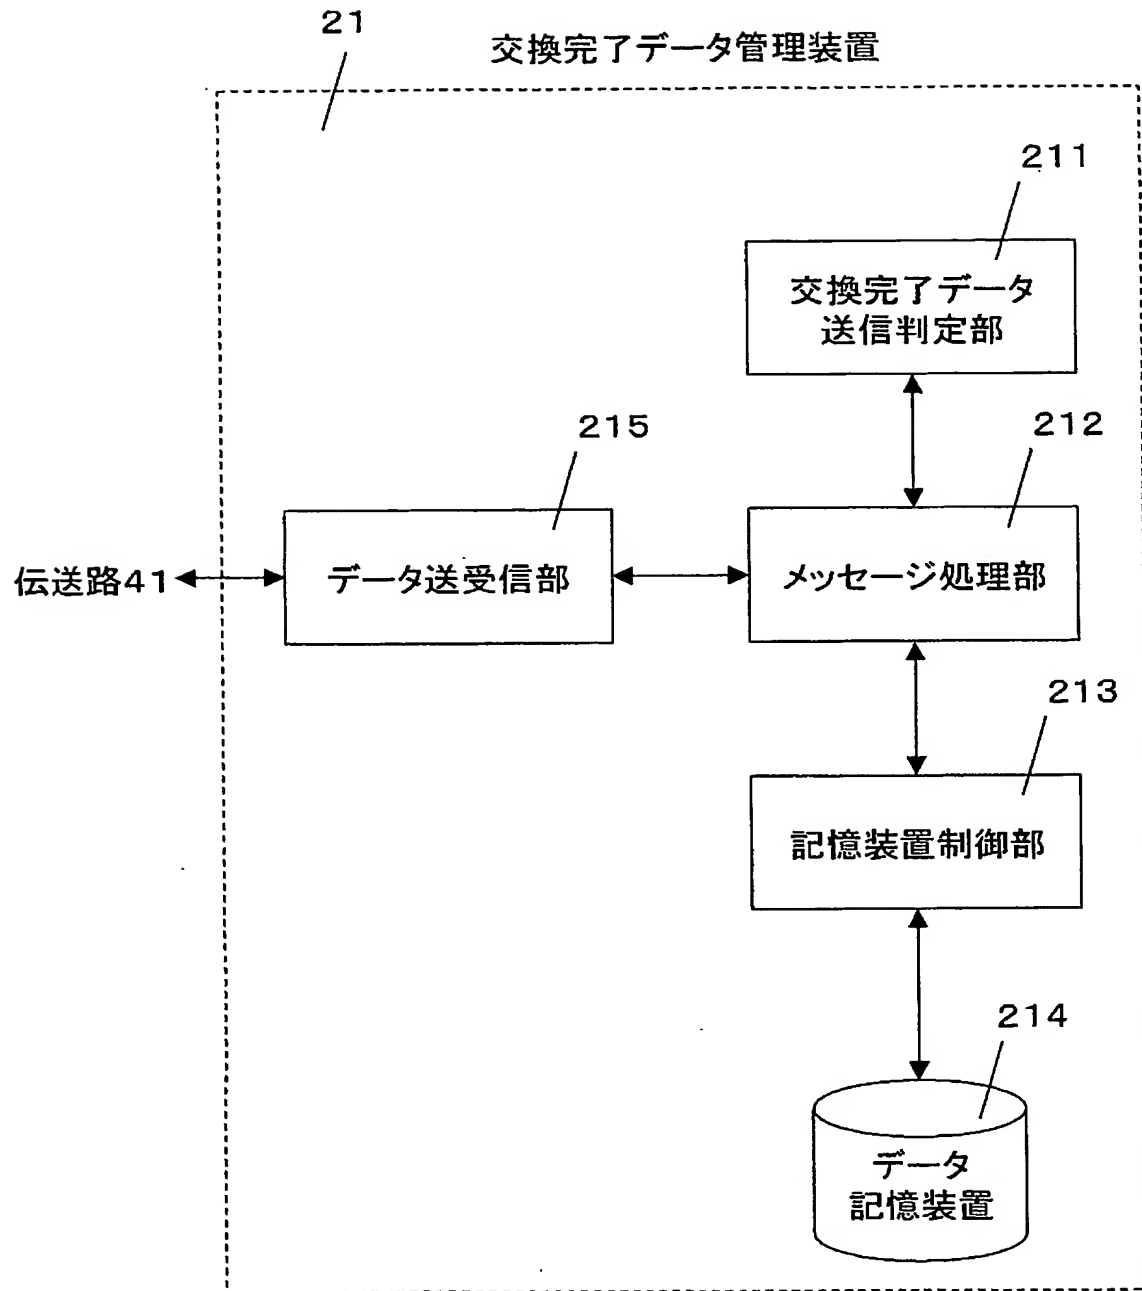 21
交換完了データ管理装置
211
交換完了データ
送信判定部
215
212
伝送路41
データ送受信部
メッセージ処理部
213
記憶装置制御部
214
データ
記憶装置